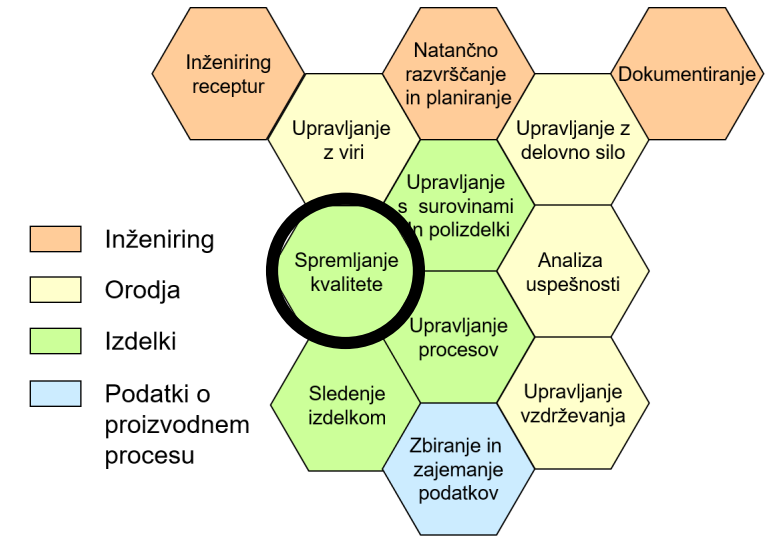 Inženiring
receptur
Natančno
razvrščanje
in planiranje
Dokumentiranje
Upravljanje
z viri
Upravljanje z
delovno silo
Upravljanje
s surovinami
in polizdelki
Spremljanje
kvalitete
Analiza
uspešnosti
Upravljanje
procesov
Sledenje
izdelkom
Upravljanje
vzdrževanja
Zbiranje in
zajemanje
podatkov
Inženiring
Orodja
Izdelki
Podatki o
proizvodnem
procesu